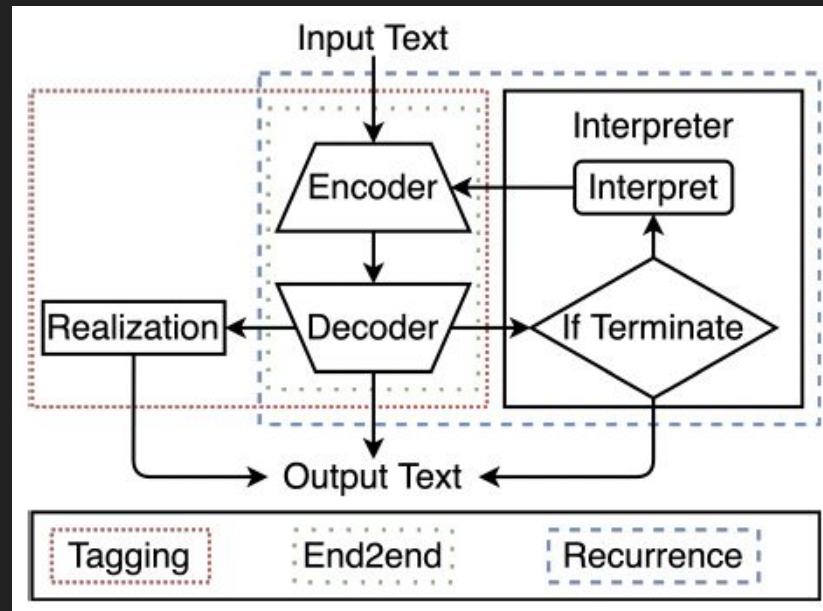 Input Text
Interpreter
Encoder
Interpret
Realization
Decoder
If Terminate
Output Text
Tagging
End2end
Recurrence